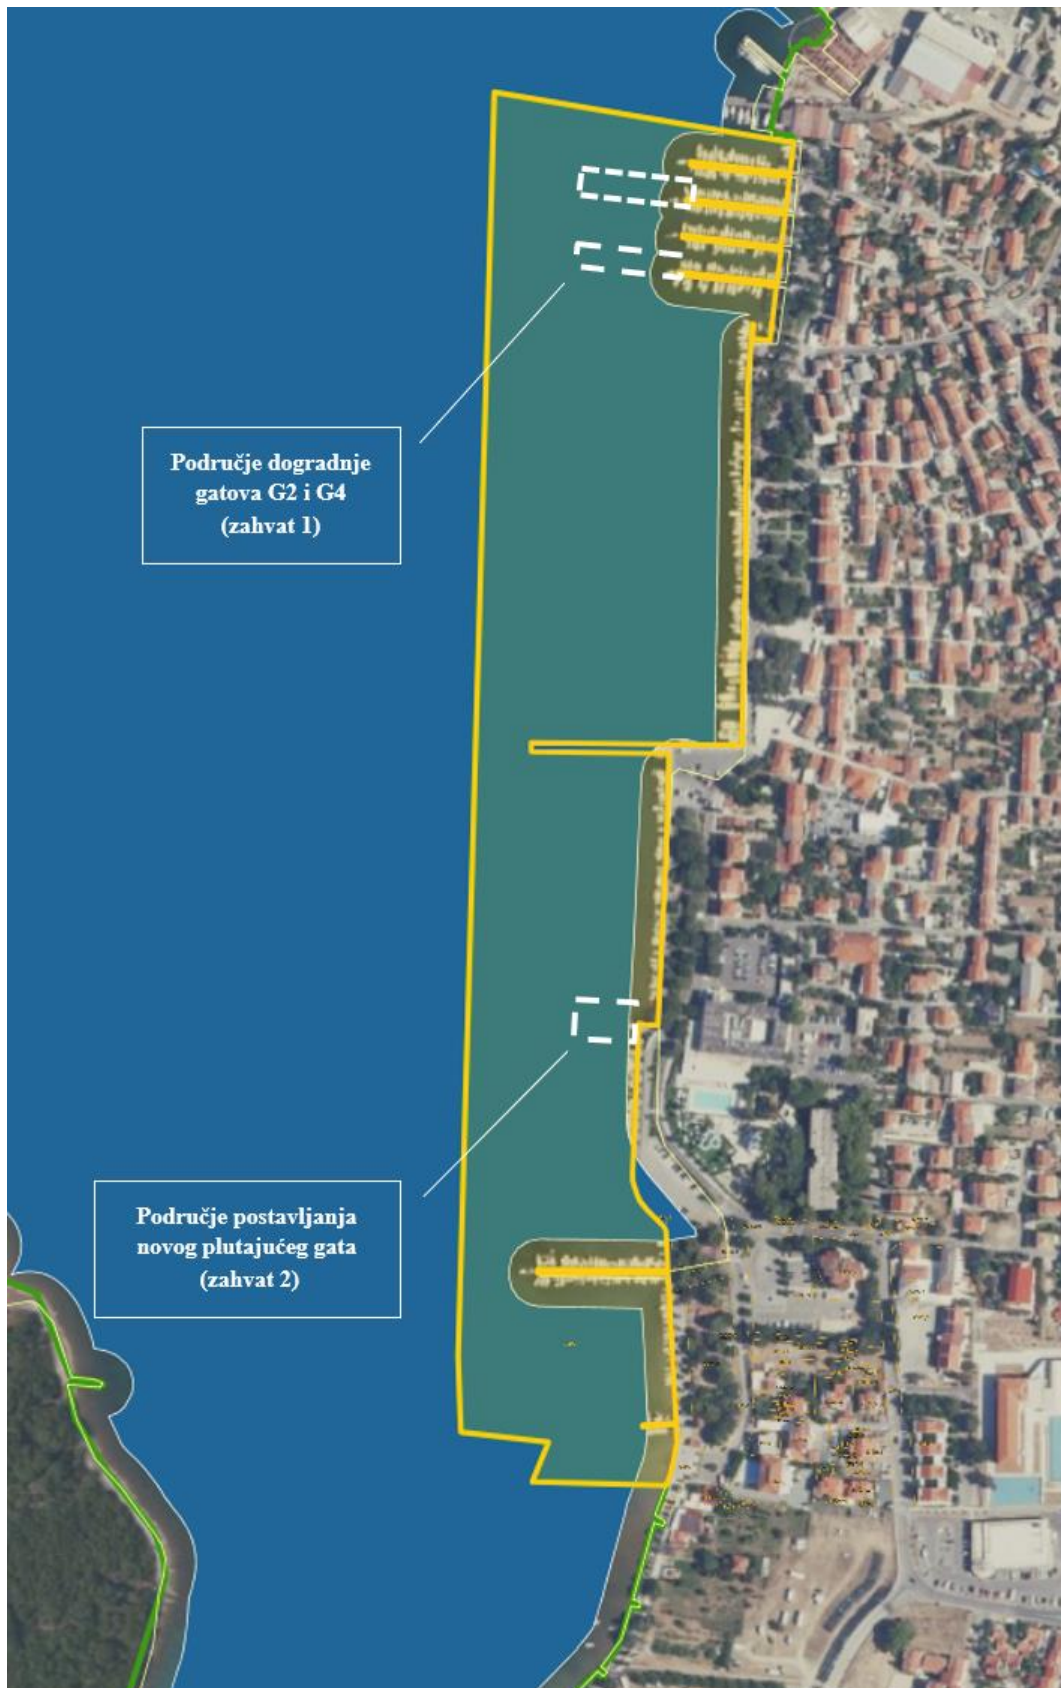 Područje dogradnje
gatova G2 i G4
(zahvat 1)
Područje postavljanja
novog plutajućeg gata
(zahvat 2)